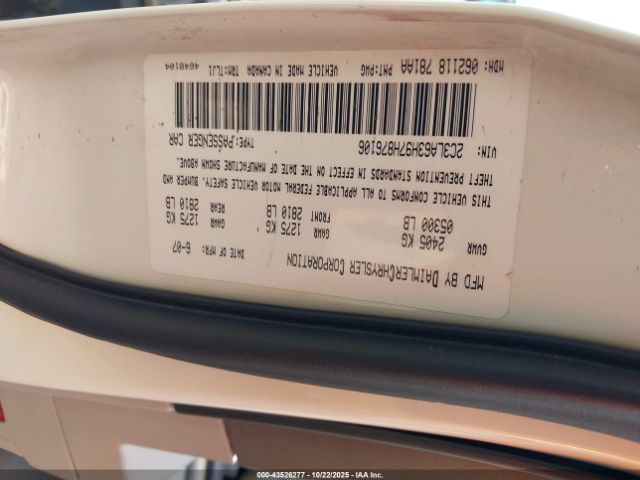 MFD BY DAIMLERCHRYSLER CORPORATION
DATE OF MFR: 6-07
GVWR GAWR FRONT GAWR REAR
2405 KG 1275 KG 1275 KG
05300 LB 2810 LB 2810 LB
THIS VEHICLE CONFORMS TO ALL APPLICABLE FEDERAL MOTOR VEHICLE SAFETY, BUMPER AND
THEFT PREVENTION STANDARDS IN EFFECT ON THE DATE OF MANUFACTURE SHOWN ABOVE.
VIN: 2C3LA63H97H876106 TYPE: PASSENGER CAR
MDH: 062118 781AA PNT: PWG VEHICLE MADE IN CANADA TRM: TLJ1 4648104
000-43526277 - 10/22/2025 - IAAC